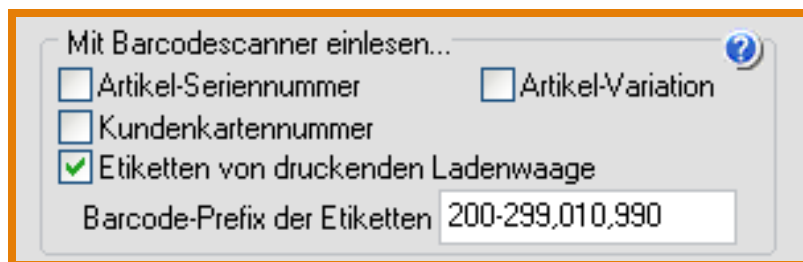 Mit Barcodescanner einlesen...
Artikel-Seriennummer Artikel-Variation
Kundenkartennummer
Etiketten von druckenden Ladenwaage
Barcode-Prefix der Etiketten 200-299,010,990